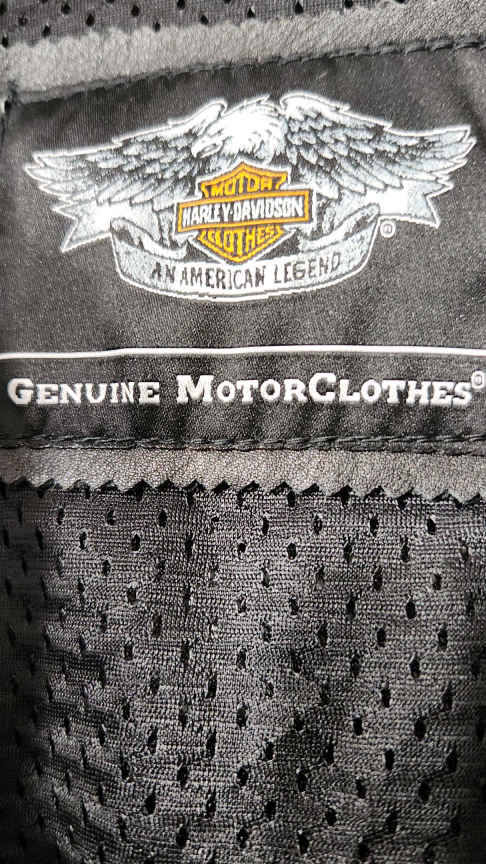 MOTOR
HARLEY-DAVIDSON
CLOTHES
®
AN AMERICAN LEGEND
GENUINE MOTORCLOTHES®